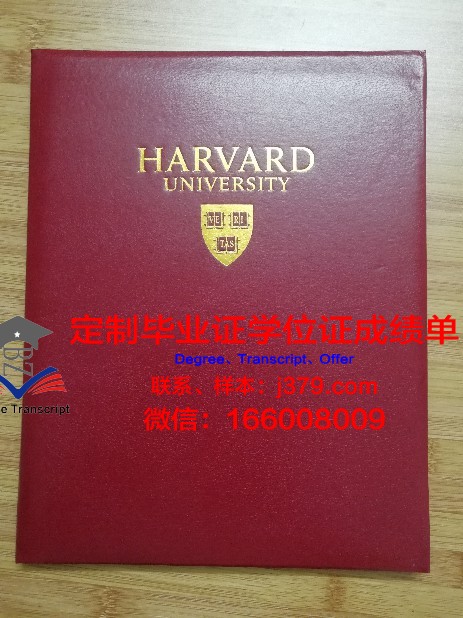 HARVARD
UNIVERSITY
VE RI
TAS
定制毕业证学位证成绩单
Degree、Transcript、Offer
BZ
e Transcript
联系、样本：j379.com
微信：166008009